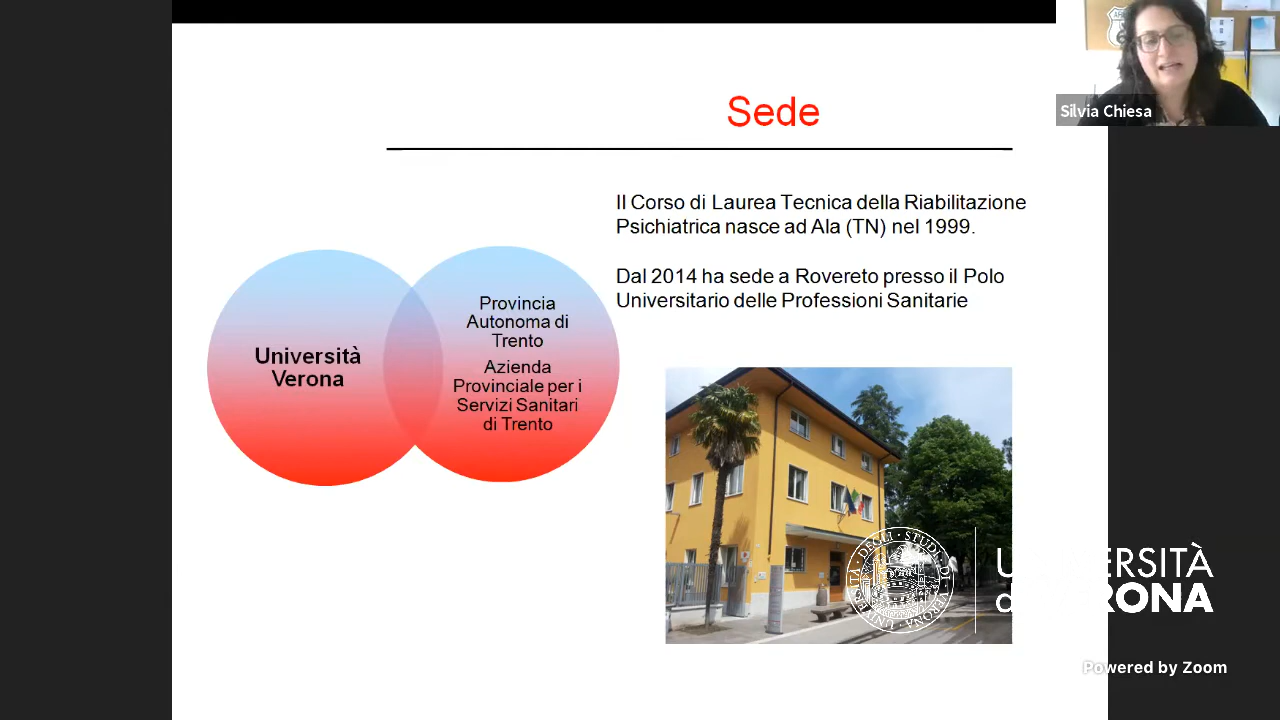 Sede
Silvia Chiesa
Il Corso di Laurea Tecnica della Riabilitazione
Psichiatrica nasce ad Ala (TN) nel 1999.
Dal 2014 ha sede a Rovereto presso il Polo
Universitario delle Professioni Sanitarie
Università
Verona
Provincia
Autonoma di
Trento
Azienda
Provinciale per i
Servizi Sanitari
di Trento
UNIVERSITÀ
di VERONA
Powered by Zoom